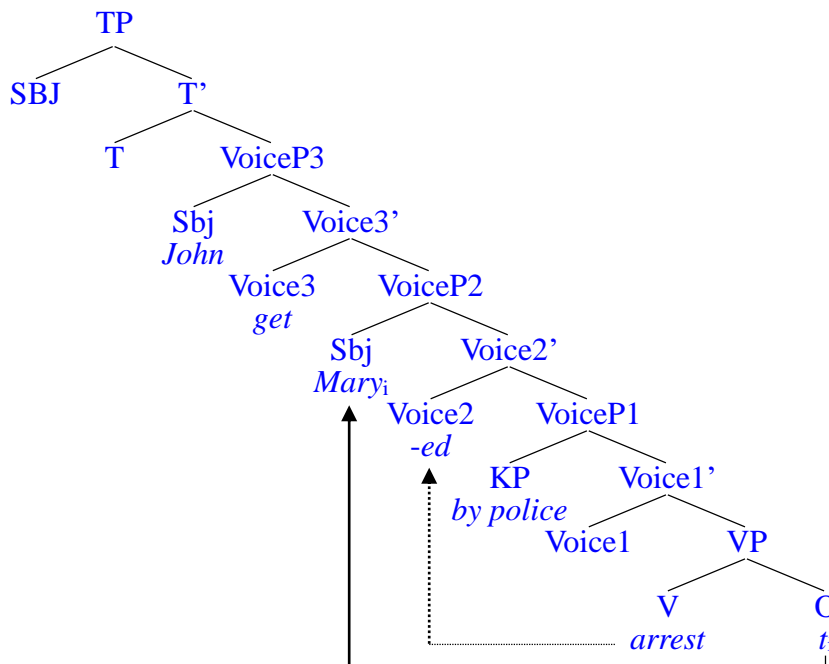 TP
SBJ T’
T VoiceP3
Sbj Voice3’
John
Voice3 VoiceP2
get
Sbj Voice2’
Maryi
Voice2 VoiceP1
-ed
KP Voice1’
by police
Voice1 VP
V
arrest